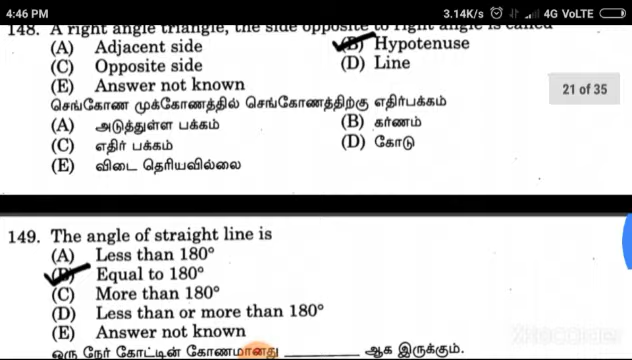 4:46 PM 3.14K/s 4G VoLTE
148. A right angle triangle, the side opposite to right angle is called
(A) Adjacent side (B) Hypotenuse
(C) Opposite side (D) Line
(E) Answer not known
21 of 35
செங்கோண முக்கோணத்தில் செங்கோணத்திற்கு எதிர்பக்கம்
(A) அடுத்துள்ள பக்கம் (B) கர்ணம்
(C) எதிர் பக்கம் (D) கோடு
(E) விடை தெரியவில்லை
149. The angle of straight line is
(A) Less than 180°
(B) Equal to 180°
(C) More than 180°
(D) Less than or more than 180°
(E) Answer not known
ஒரு நேர் கோட்டின் கோணமானது ________ ஆக இருக்கும்.